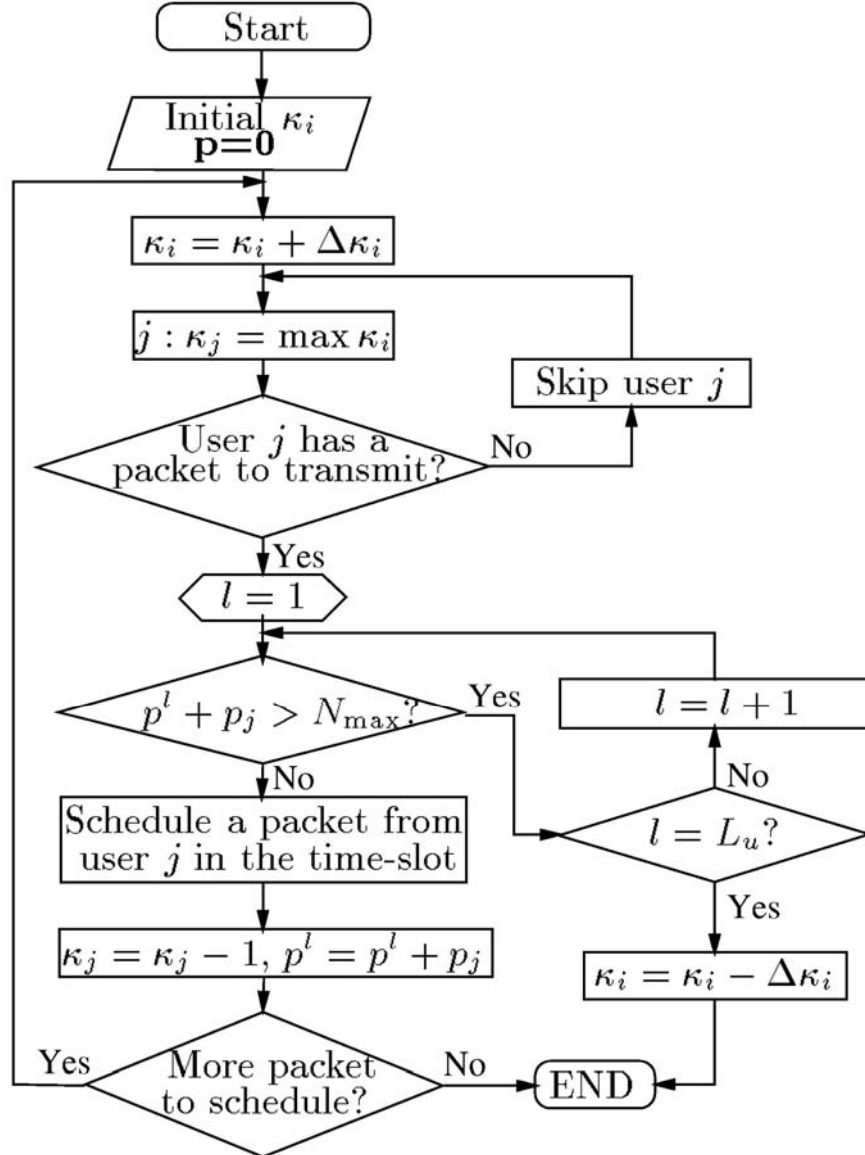 Start
Initial κ_i
p=0
κ_i = κ_i + Δκ_i
j : κ_j = max κ_i
Skip user j
User j has a
packet to transmit?
No
Yes
l = 1
p^l + p_j > N_max?
Yes
l = l + 1
No
No
Schedule a packet from
user j in the time-slot
l = L_u?
Yes
κ_j = κ_j − 1, p^l = p^l + p_j
κ_i = κ_i − Δκ_i
Yes
More packet
to schedule?
No
END